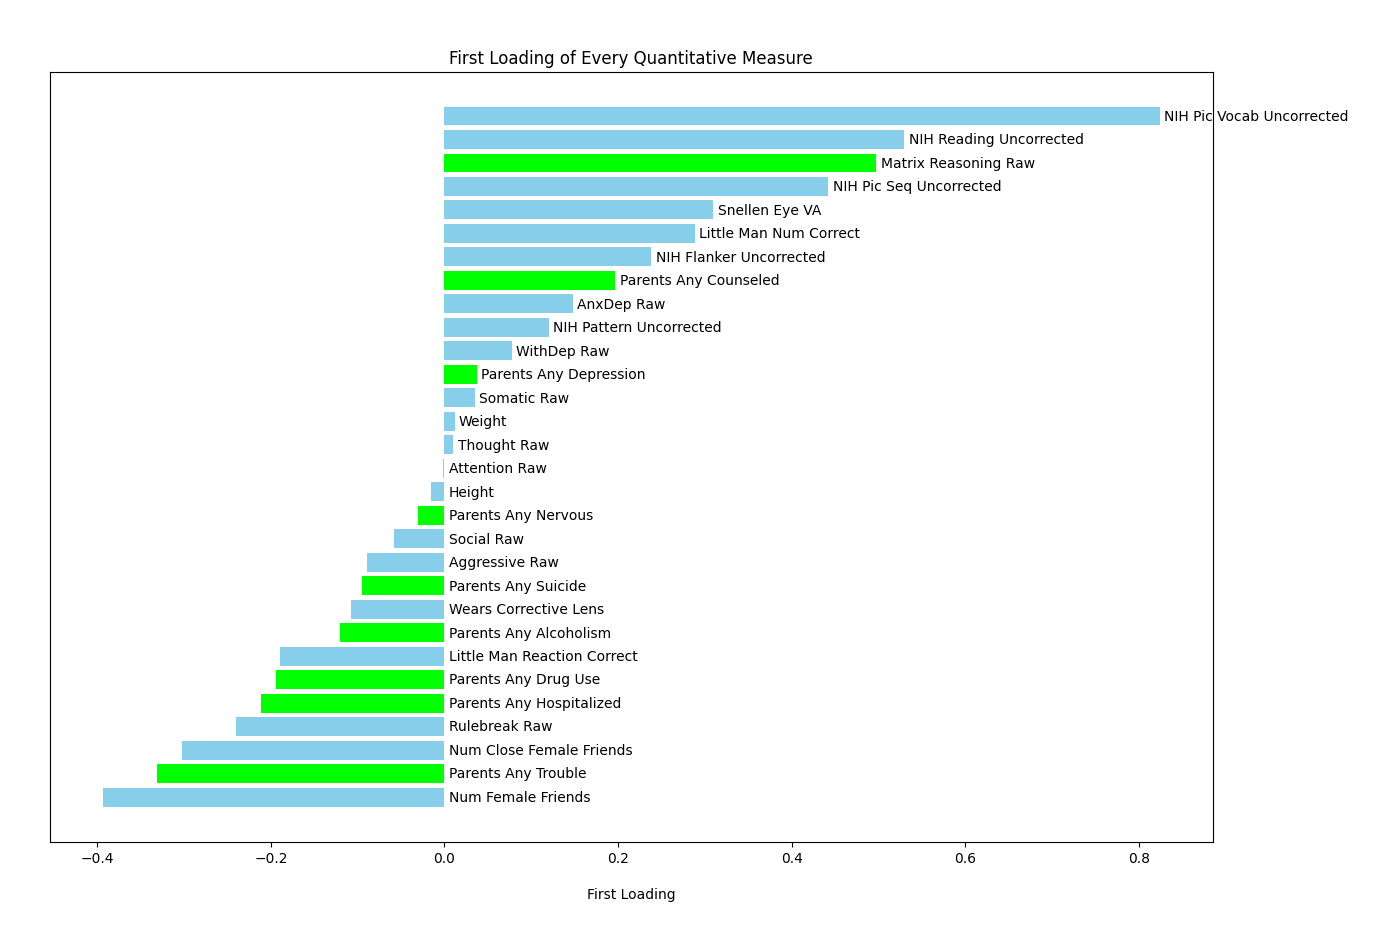 First Loading of Every Quantitative Measure
NIH Pic Vocab Uncorrected
NIH Reading Uncorrected
Matrix Reasoning Raw
NIH Pic Seq Uncorrected
Snellen Eye VA
Little Man Num Correct
NIH Flanker Uncorrected
Parents Any Counseled
AnxDep Raw
NIH Pattern Uncorrected
WithDep Raw
Parents Any Depression
Somatic Raw
Weight
Thought Raw
Attention Raw
Height
Parents Any Nervous
Social Raw
Aggressive Raw
Parents Any Suicide
Wears Corrective Lens
Parents Any Alcoholism
Little Man Reaction Correct
Parents Any Drug Use
Parents Any Hospitalized
Rulebreak Raw
Num Close Female Friends
Parents Any Trouble
Num Female Friends
−0.4 −0.2 0.0 0.2 0.4 0.6 0.8
First Loading